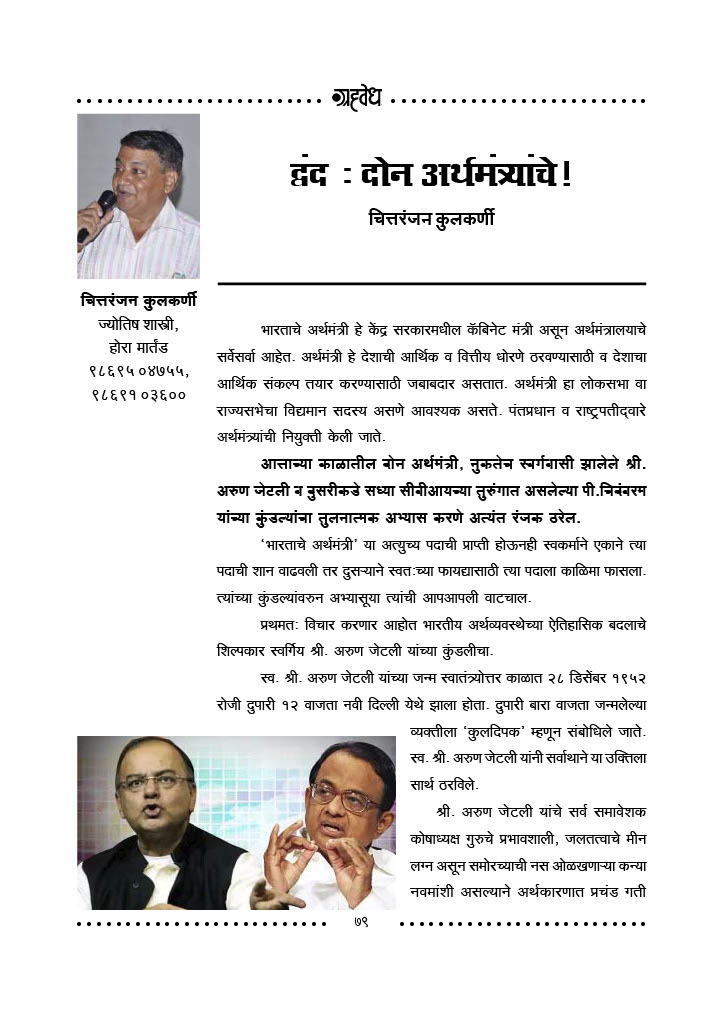 ग्रहवेध
द्वंद : दोन अर्थमंत्र्यांचे!
चित्तरंजन कुलकर्णी
चित्तरंजन कुलकर्णी
ज्योतिष शास्त्री,
होरा मार्तंड
९८६९५ ०४७५५,
९८६९१ ०३६००
भारताचे अर्थमंत्री हे केंद्र सरकारमधील कॅबिनेट मंत्री असून अर्थमंत्रालयाचे
सर्वेसर्वा आहेत. अर्थमंत्री हे देशाची आर्थिक व वित्तीय धोरणे ठरवण्यासाठी व देशाचा
आर्थिक संकल्प तयार करण्यासाठी जबाबदार असतात. अर्थमंत्री हा लोकसभा वा
राज्यसभेचा विद्यमान सदस्य असणे आवश्यक असते. पंतप्रधान व राष्ट्रपतीद्वारे
अर्थमंत्र्यांची नियुक्ती केली जाते.
आत्ताच्या काळातील दोन अर्थमंत्री, नुकतेच स्वर्गवासी झालेले श्री.
अरुण जेटली व दुसरीकडे सध्या सीबीआयच्या तुरुंगात असलेल्या पी.चिदंबरम
यांच्या कुंडल्यांचा तुलनात्मक अभ्यास करणे अत्यंत रंजक ठरेल.
‘भारताचे अर्थमंत्री’ या अत्युच्य पदाची प्राप्ती होऊनही स्वकर्माने एकाने त्या
पदाची शान वाढवली तर दुसऱ्याने स्वत:च्या फायद्यासाठी त्या पदाला काळिमा फासला.
त्यांच्या कुंडल्यांवरुन अभ्यासूया त्यांची आपआपली वाटचाल.
प्रथमत: विचार करणार आहोत भारतीय अर्थव्यवस्थेच्या ऐतिहासिक बदलाचे
शिल्पकार स्वर्गिय श्री. अरुण जेटली यांच्या कुंडलीचा.
स्व. श्री. अरुण जेटली यांच्या जन्म स्वातंत्र्योत्तर काळात २८ डिसेंबर १९५२
रोजी दुपारी १२ वाजता नवी दिल्ली येथे झाला होता. दुपारी बारा वाजता जन्मलेल्या
व्यक्तीला ‘कुलदिपक’ म्हणून संबोधिले जाते.
स्व. श्री. अरुण जेटली यांनी सर्वाथाने या उक्तिला
सार्थ ठरविले.
श्री. अरुण जेटली यांचे सर्व समावेशक
कोषाध्यक्ष गुरुचे प्रभावशाली, जलतत्वाचे मीन
लग्न असून समोरच्याची नस ओळखणाऱ्या कन्या
नवमांशी असल्याने अर्थकारणात प्रचंड गती
७९